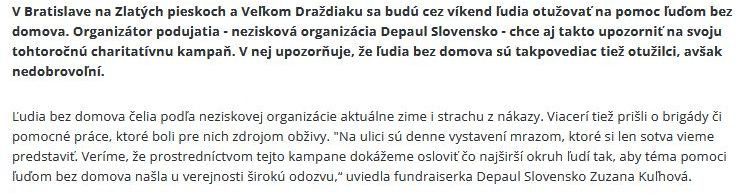 V Bratislave na Zlatých pieskoch a Veľkom Draždiaku sa budú cez víkend ľudia otužovať na pomoc ľuďom bez
domova. Organizátor podujatia - nezisková organizácia Depaul Slovensko - chce aj takto upozorniť na svoju
tohtoročnú charitatívnu kampaň. V nej upozorňuje, že ľudia bez domova sú takpovediac tiež otužilci, avšak
nedobrovoľní.
Ľudia bez domova čelia podľa neziskovej organizácie aktuálne zime i strachu z nákazy. Viacerí tiež prišli o brigády či
pomocné práce, ktoré boli pre nich zdrojom obživy. "Na ulici sú denne vystavení mrazom, ktoré si len sotva vieme
predstaviť. Veríme, že prostredníctvom tejto kampane dokážeme osloviť čo najširší okruh ľudí tak, aby téma pomoci
ľuďom bez domova našla u verejnosti širokú odozvu,“ uviedla fundraiserka Depaul Slovensko Zuzana Kuľhová.